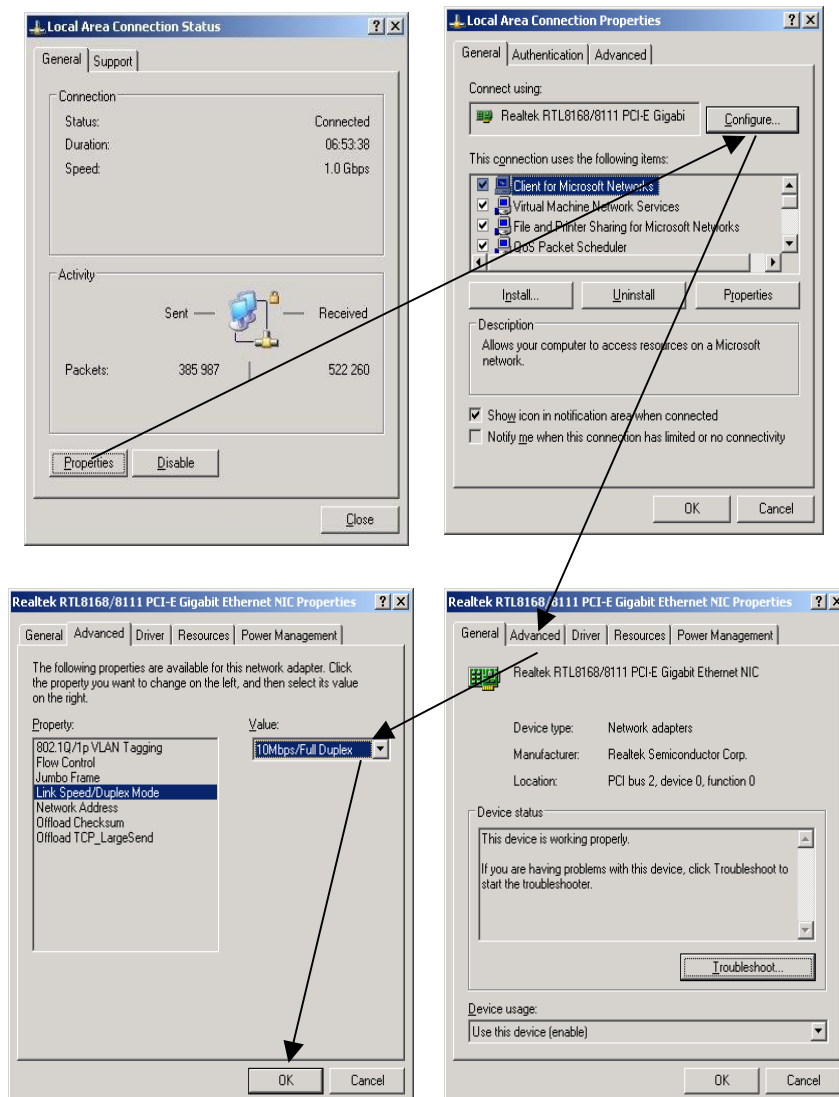 Local Area Connection Status
General Support
Connection
Status: Connected
Duration: 06:53:38
Speed: 1.0 Gbps
Activity
Sent — — Received
Packets: 385 987 522 260
Properties Disable
Close
Local Area Connection Properties
General Authentication Advanced
Connect using:
Realtek RTL8168/8111 PCI-E Gigabi Configure...
This connection uses the following items:
Client for Microsoft Networks
Virtual Machine Network Services
File and Printer Sharing for Microsoft Networks
QoS Packet Scheduler
Install... Uninstall Properties
Description
Allows your computer to access resources on a Microsoft
network.
Show icon in notification area when connected
Notify me when this connection has limited or no connectivity
OK Cancel
Realtek RTL8168/8111 PCI-E Gigabit Ethernet NIC Properties
General Advanced Driver Resources Power Management
The following properties are available for this network adapter. Click
the property you want to change on the left, and then select its value
on the right.
Property: Value:
802.1Q/1p VLAN Tagging 10Mbps/Full Duplex
Flow Control
Jumbo Frame
Link Speed/Duplex Mode
Network Address
Offload Checksum
Offload TCP_LargeSend
OK Cancel
Realtek RTL8168/8111 PCI-E Gigabit Ethernet NIC Properties
General Advanced Driver Resources Power Management
Realtek RTL8168/8111 PCI-E Gigabit Ethernet NIC
Device type: Network adapters
Manufacturer: Realtek Semiconductor Corp.
Location: PCI bus 2, device 0, function 0
Device status
This device is working properly.
If you are having problems with this device, click Troubleshoot to
start the troubleshooter.
Troubleshoot...
Device usage:
Use this device (enable)
OK Cancel